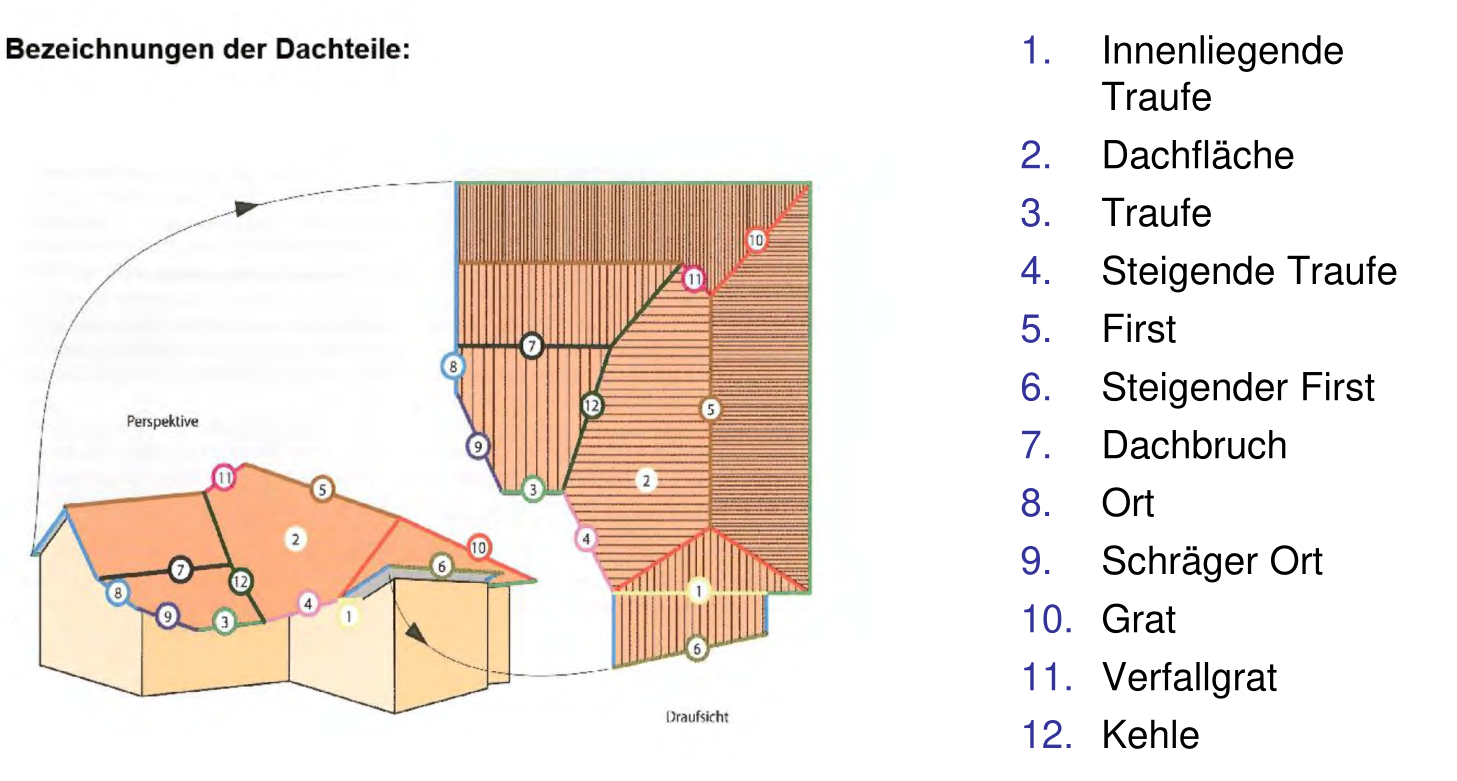 Bezeichnungen der Dachteile:
1. Innenliegende
Traufe
2. Dachfläche
3. Traufe
4. Steigende Traufe
5. First
6. Steigender First
7. Dachbruch
8. Ort
9. Schräger Ort
10. Grat
11. Verfallgrat
12. Kehle
10
11
7
8
12
5
9
2
3
4
1
6
Draufsicht
Perspektive
11
5
2
10
7
6
12
8
4
9
3
1